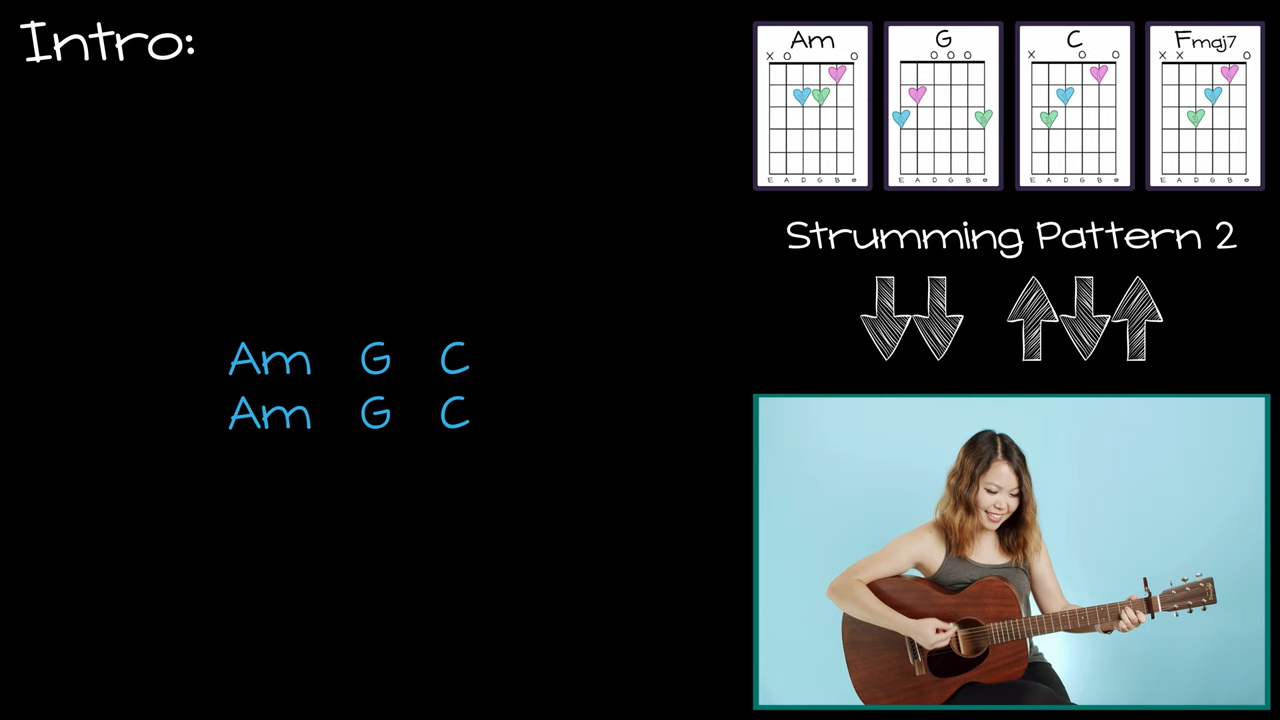 Intro:
Am G C Fmaj7
X O O O O O X O O X X O
E A D G B e E A D G B e E A D G B e E A D G B e
Strumming Pattern 2
Am G C
Am G C